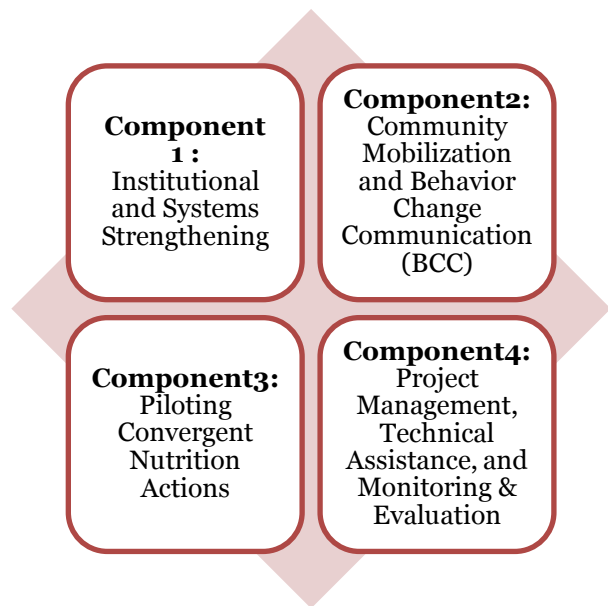 Component
1 :
Institutional
and Systems
Strengthening
Component2:
Community
Mobilization
and Behavior
Change
Communication
(BCC)
Component3:
Piloting
Convergent
Nutrition
Actions
Component4:
Project
Management,
Technical
Assistance, and
Monitoring &
Evaluation